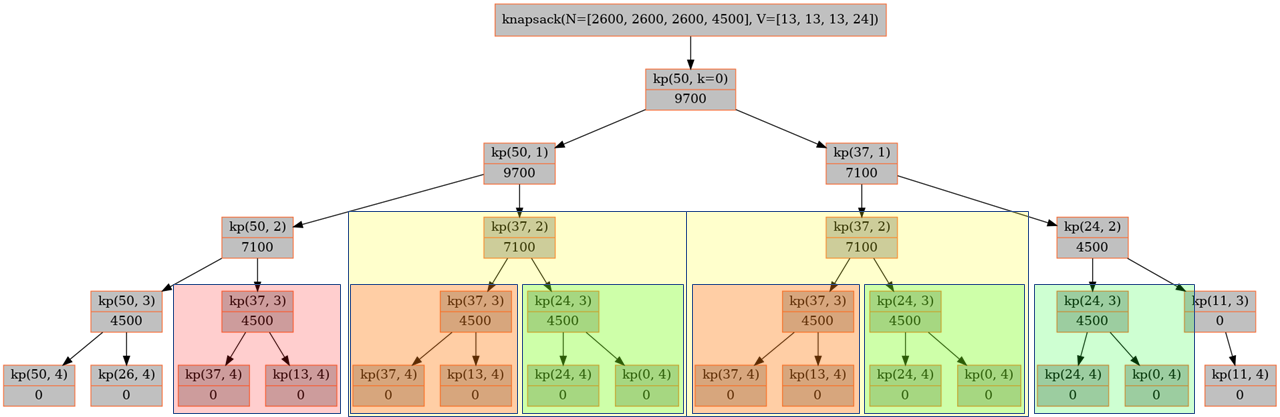 knapsack(N=[2600, 2600, 2600, 4500], V=[13, 13, 13, 24])
kp(50, k=0)
9700
kp(50, 1)
9700
kp(37, 1)
7100
kp(50, 2)
7100
kp(37, 2)
7100
kp(37, 2)
7100
kp(24, 2)
4500
kp(50, 3)
4500
kp(37, 3)
4500
kp(37, 3)
4500
kp(24, 3)
4500
kp(37, 3)
4500
kp(24, 3)
4500
kp(24, 3)
4500
kp(11, 3)
0
kp(50, 4)
0
kp(26, 4)
0
kp(37, 4)
0
kp(13, 4)
0
kp(37, 4)
0
kp(13, 4)
0
kp(24, 4)
0
kp(0, 4)
0
kp(37, 4)
0
kp(13, 4)
0
kp(24, 4)
0
kp(0, 4)
0
kp(24, 4)
0
kp(0, 4)
0
kp(11, 4)
0